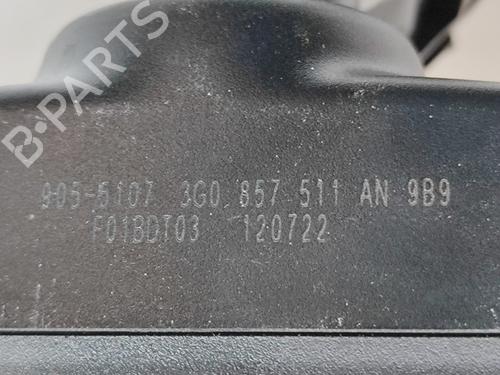 B-PARTS
905-5107 3G0 857 511 AN 9B9
F01BDT03 120722